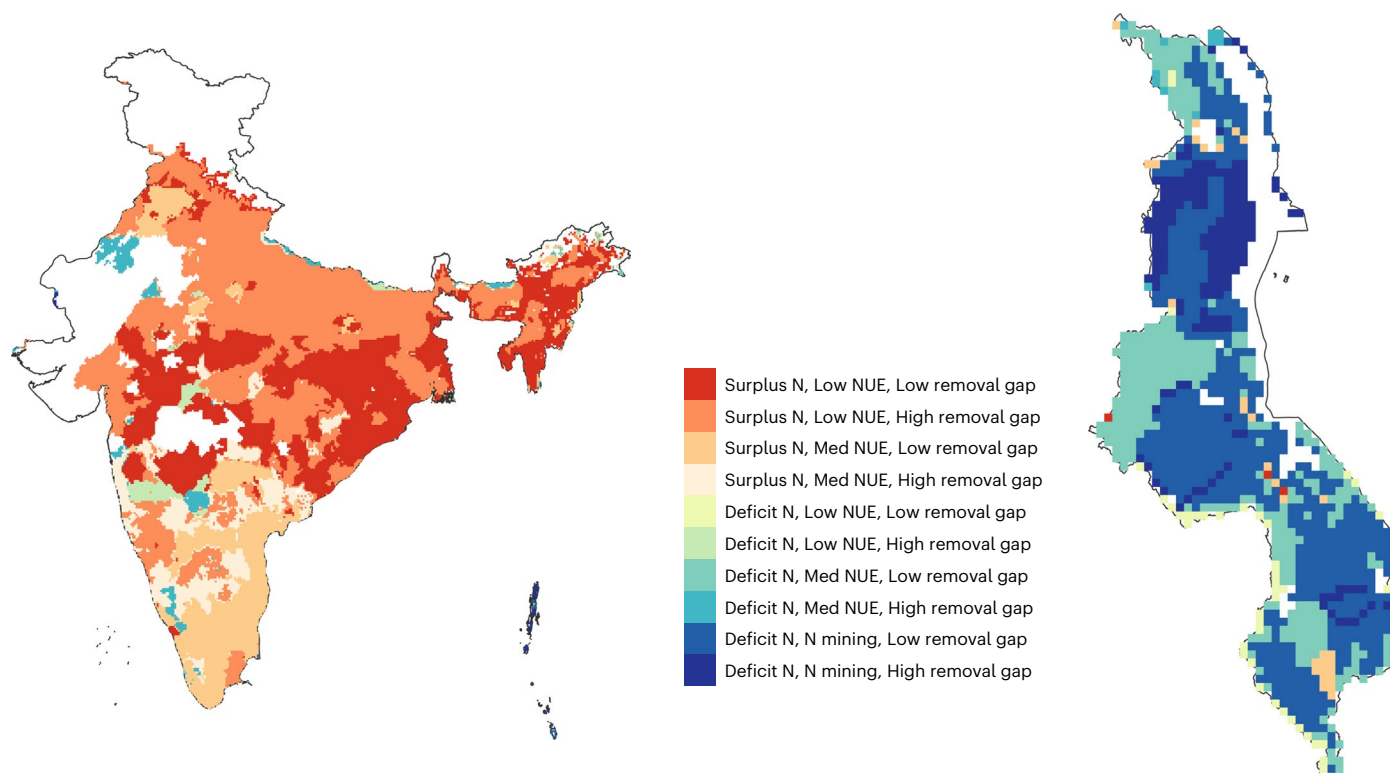 Surplus N, Low NUE, Low removal gap
Surplus N, Low NUE, High removal gap
Surplus N, Med NUE, Low removal gap
Surplus N, Med NUE, High removal gap
Deficit N, Low NUE, Low removal gap
Deficit N, Low NUE, High removal gap
Deficit N, Med NUE, Low removal gap
Deficit N, Med NUE, High removal gap
Deficit N, N mining, Low removal gap
Deficit N, N mining, High removal gap